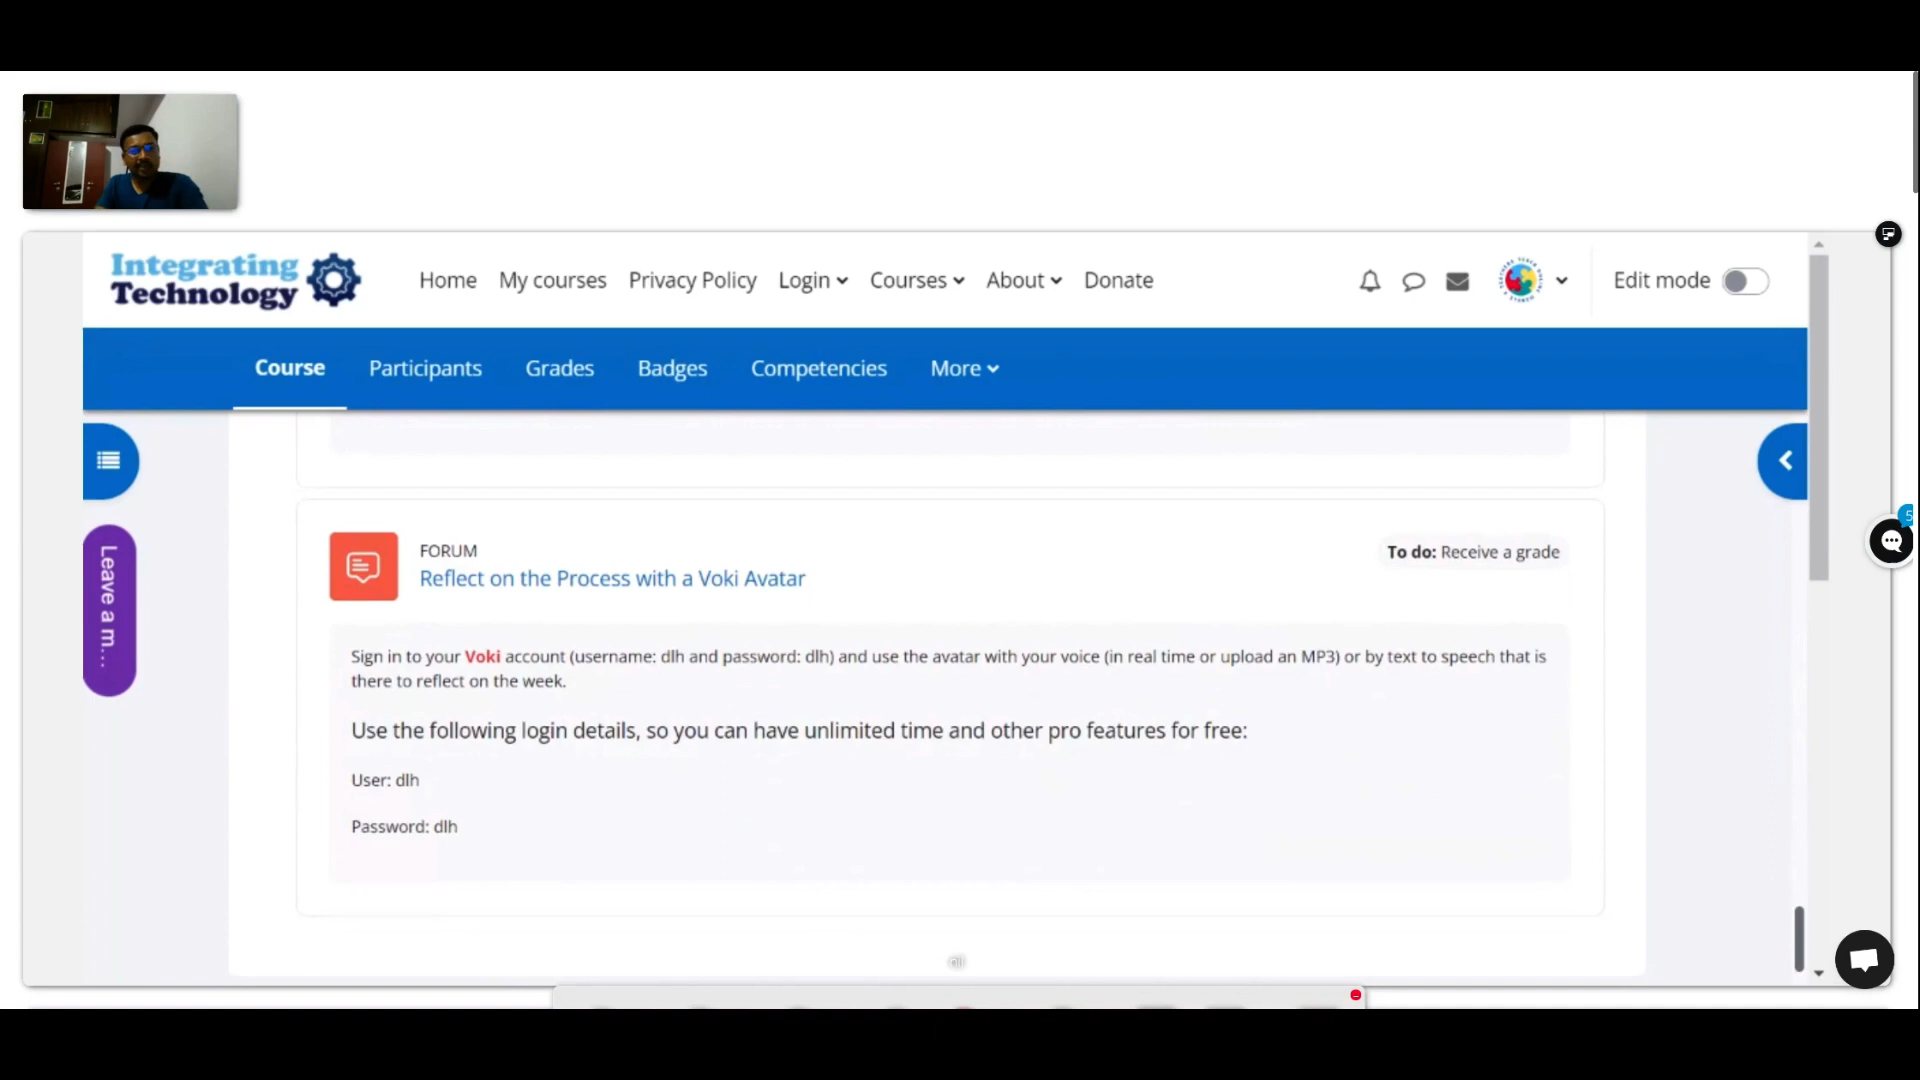 Integrating
Technology
Home My courses Privacy Policy Login Courses About Donate
Edit mode
Course Participants Grades Badges Competencies More
Leave a m...
5
FORUM
To do: Receive a grade
Reflect on the Process with a Voki Avatar
Sign in to your Voki account (username: dlh and password: dlh) and use the avatar with your voice (in real time or upload an MP3) or by text to speech that is
there to reflect on the week.
Use the following login details, so you can have unlimited time and other pro features for free:
User: dlh
Password: dlh